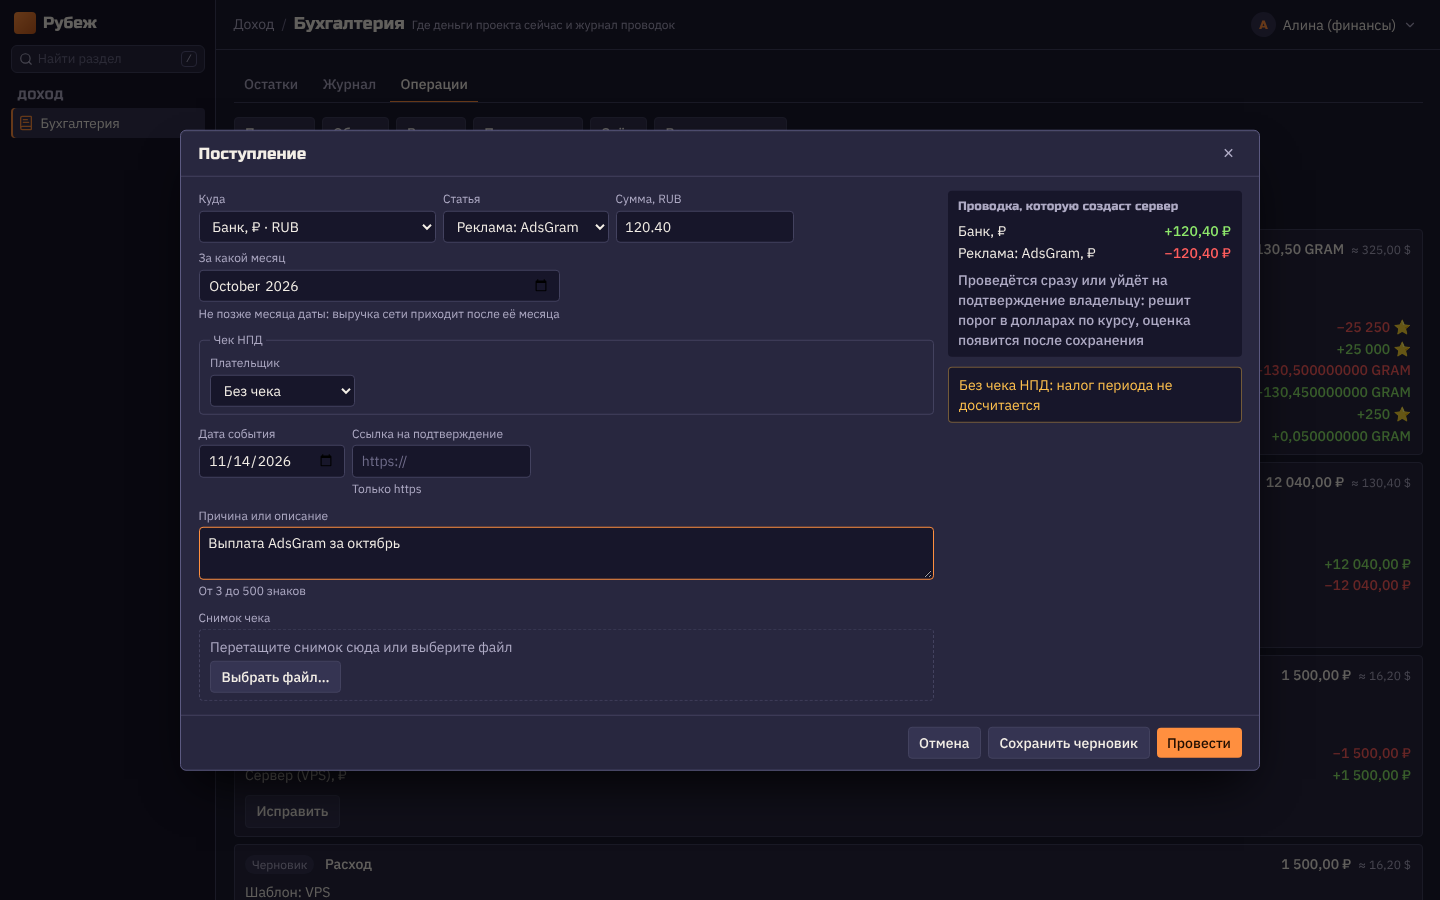 Рубеж
Найти раздел
/
ДОХОД
Бухгалтерия
Доход / Бухгалтерия Где деньги проекта сейчас и журнал проводок
А Алина (финансы)
Остатки Журнал Операции
Поступление
×
Куда
Банк, ₽ · RUB
Статья
Реклама: AdsGram
Сумма, RUB
120.40
За какой месяц
October 2026
Не позже месяца даты: выручка сети приходит после её месяца
Чек НПД
Плательщик
Без чека
Дата события
11/14/2026
Ссылка на подтверждение
https://
Только https
Причина или описание
Выплата AdsGram за октябрь
От 3 до 500 знаков
Снимок чека
Перетащите снимок сюда или выберите файл
Выбрать файл...
Проводка, которую создаст сервер
Банк, ₽ +120,40 ₽
Реклама: AdsGram, ₽ −120,40 ₽
Проведётся сразу или уйдёт на
подтверждение владельцу: решит
порог в долларах по курсу, оценка
появится после сохранения
Без чека НПД: налог периода не
досчитается
Отмена
Сохранить черновик
Провести
30,50 GRAM ≈ 325,00 $
−25 250
+25 000
−130,500000000 GRAM
+130,450000000 GRAM
+250
+0,050000000 GRAM
12 040,00 ₽ ≈ 130,40 $
+12 040,00 ₽
−12 040,00 ₽
1 500,00 ₽ ≈ 16,20 $
−1 500,00 ₽
Сервер (VPS), ₽ +1 500,00 ₽
Исправить
Черновик Расход 1 500,00 ₽ ≈ 16,20 $
Шаблон: VPS